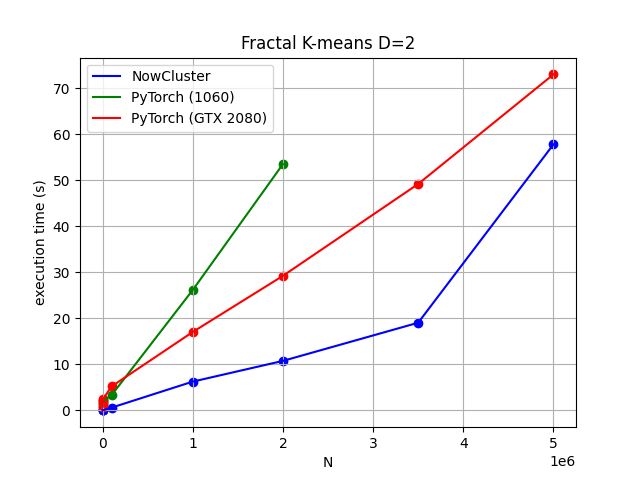 Fractal K-means D=2
NowCluster
PyTorch (1060)
PyTorch (GTX 2080)
execution time (s)
70
60
50
40
30
20
10
0
0 1 2 3 4 5
1e6
N